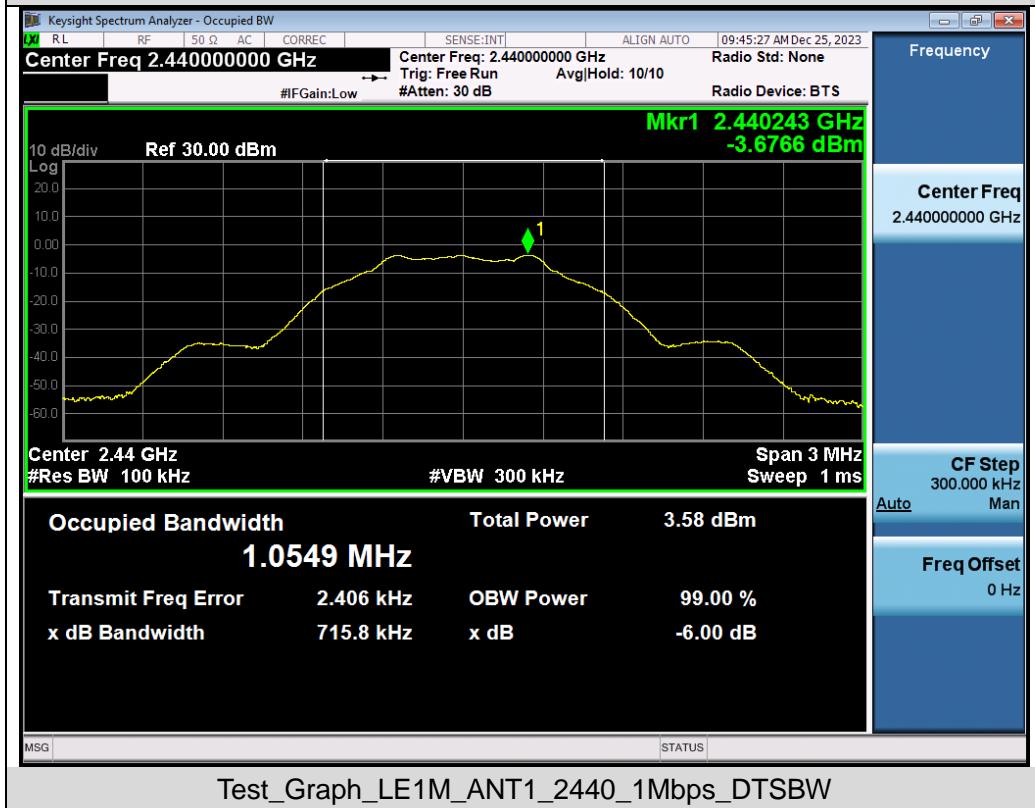 Keysight Spectrum Analyzer - Occupied BW
LXI RL RF 50 Ω AC CORREC SENSE:INT ALIGN AUTO 09:45:27 AM Dec 25, 2023
Center Freq 2.440000000 GHz
Center Freq: 2.440000000 GHz
Radio Std: None
Trig: Free Run Avg|Hold: 10/10
#IFGain:Low
#Atten: 30 dB
Radio Device: BTS
Mkr1 2.440243 GHz
-3.6766 dBm
10 dB/div Ref 30.00 dBm
Log
20.0
10.0
0.00
-10.0
-20.0
-30.0
-40.0
-50.0
-60.0
1
Center 2.44 GHz Span 3 MHz
#Res BW 100 kHz #VBW 300 kHz Sweep 1 ms
Occupied Bandwidth Total Power 3.58 dBm
1.0549 MHz
Transmit Freq Error 2.406 kHz OBW Power 99.00 %
x dB Bandwidth 715.8 kHz x dB -6.00 dB
MSG STATUS
Frequency
Center Freq
2.440000000 GHz
CF Step
300.000 kHz
Auto Man
Freq Offset
0 Hz
Test_Graph_LE1M_ANT1_2440_1Mbps_DTSBW